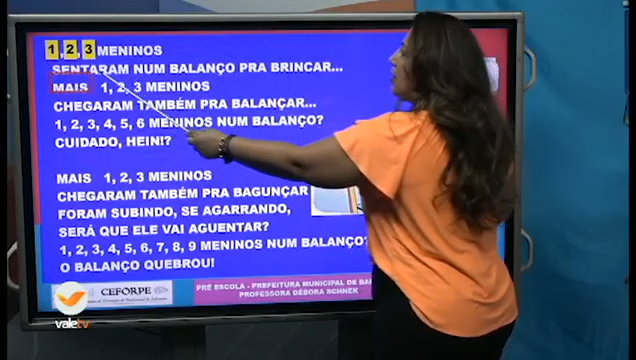 1, 2, 3 MENINOS
SENTARAM NUM BALANÇO PRA BRINCAR...
MAIS 1, 2, 3 MENINOS
CHEGARAM TAMBÉM PRA BALANÇAR...
1, 2, 3, 4, 5, 6 MENINOS NUM BALANÇO?
CUIDADO, HEIN!?
MAIS 1, 2, 3 MENINOS
CHEGARAM TAMBÉM PRA BAGUNÇAR
FORAM SUBINDO, SE AGARRANDO,
SERÁ QUE ELE VAI AGUENTAR?
1, 2, 3, 4, 5, 6, 7, 8, 9 MENINOS NUM BALANÇO?
O BALANÇO QUEBROU!
CEFORPE
PRÉ ESCOLA - PREFEITURA MUNICIPAL DE
PROFESSORA DÉBORA
valetv